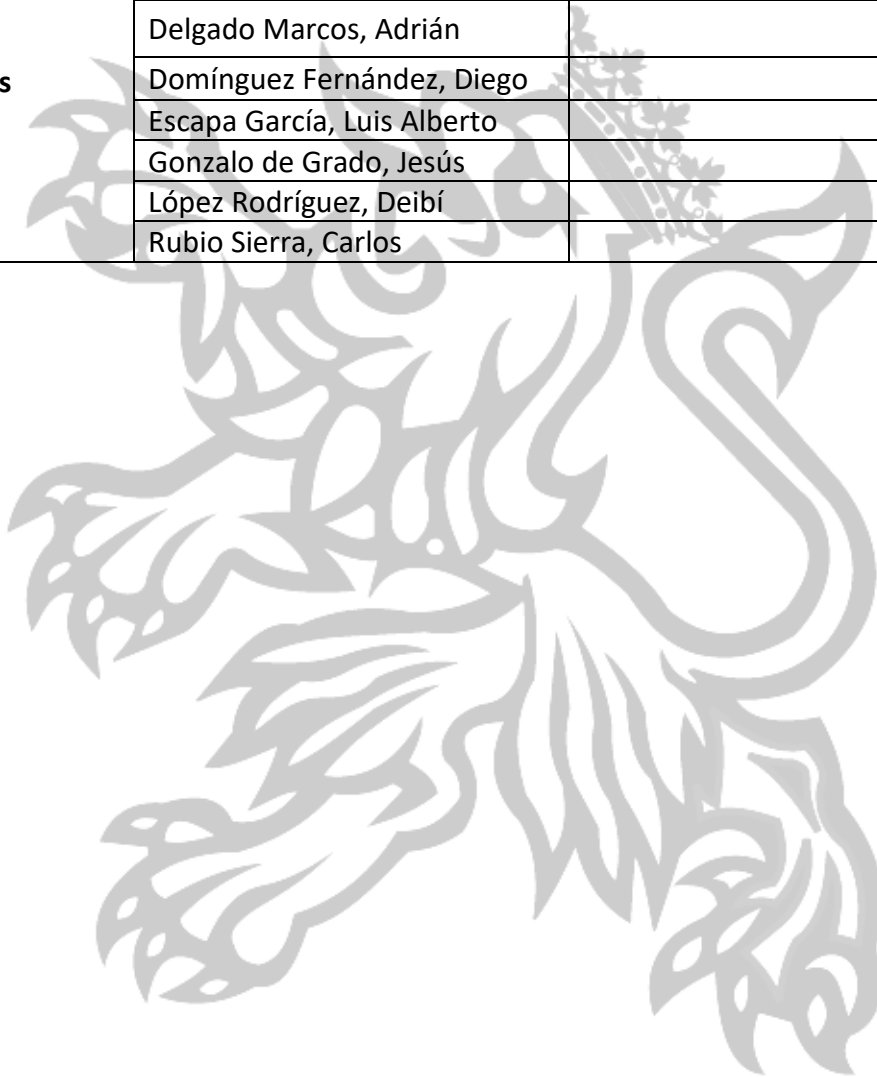 Delgado Marcos, Adrián
s
Domínguez Fernández, Diego
Escapa García, Luis Alberto
Gonzalo de Grado, Jesús
López Rodríguez, Deibí
Rubio Sierra, Carlos